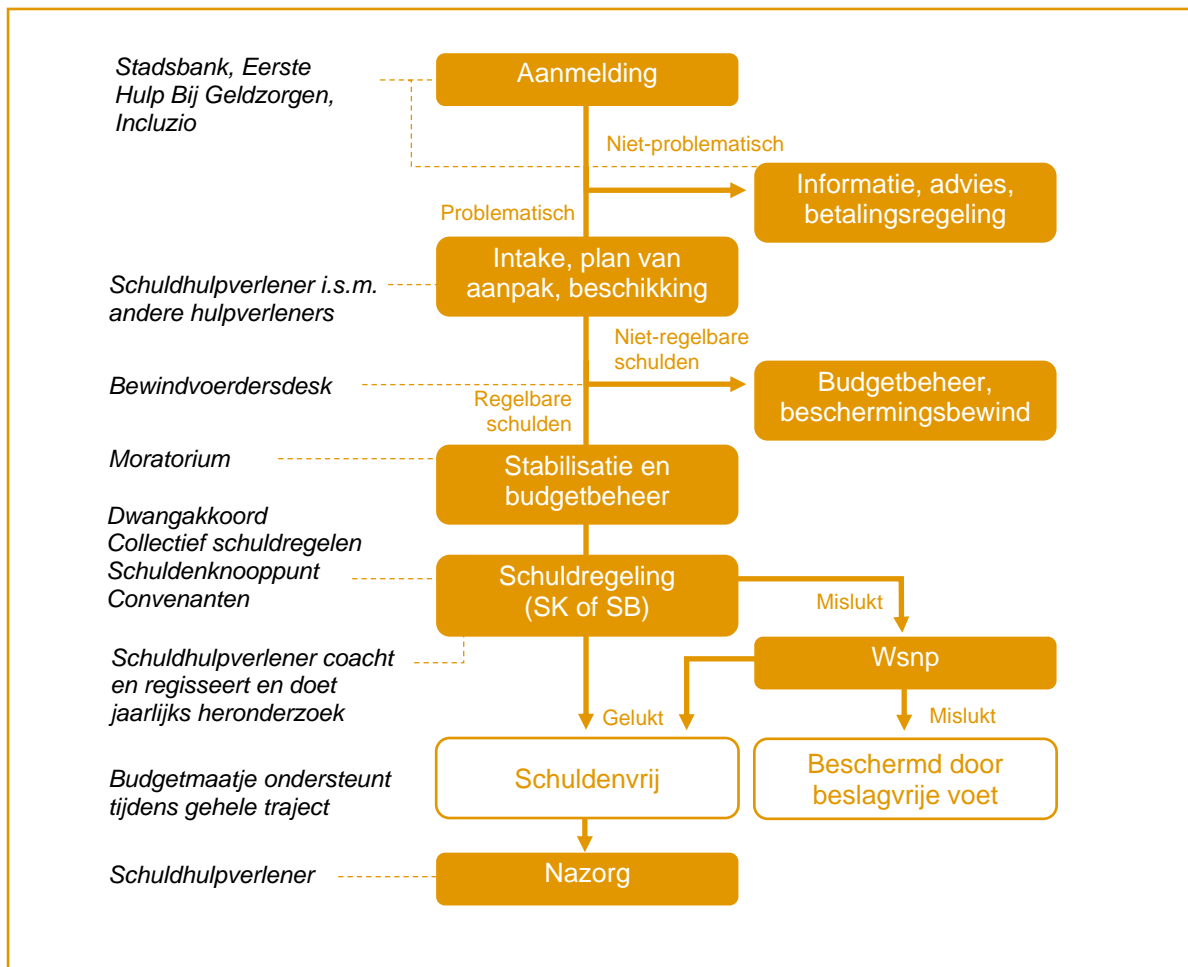 Stadsbank, Eerste
Hulp Bij Geldzorgen,
Incluzio
Aanmelding
Niet-problematisch
Informatie, advies,
betalingsregeling
Problematisch
Intake, plan van
aanpak, beschikking
Schuldhulpverlener i.s.m.
andere hulpverleners
Niet-regelbare
schulden
Bewindvoerdersdesk
Budgetbeheer,
beschermingsbewind
Regelbare
schulden
Moratorium
Stabilisatie en
budgetbeheer
Dwangakkoord
Collectief schuldregelen
Schuldenknooppunt
Convenanten
Schuldregeling
(SK of SB)
Mislukt
Schuldhulpverlener coacht
en regisseert en doet
jaarlijks heronderzoek
Wsnp
Gelukt
Mislukt
Budgetmaatje ondersteunt
tijdens gehele traject
Schuldenvrij
Beschermd door
beslagvrije voet
Schuldhulpverlener
Nazorg